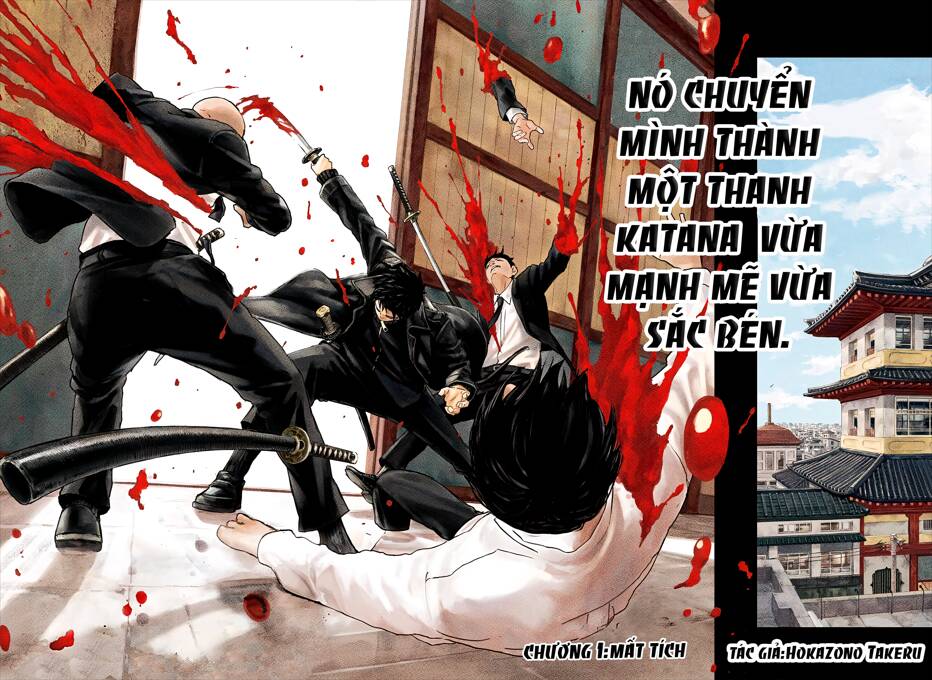 NÓ CHUYỂN
MÌNH THÀNH
MỘT THANH
KATANA VỪA
MẠNH MẼ VỪA
SẮC BÉN.
CHƯƠNG 1:MẤT TÍCH
TÁC GIẢ:HOKAZONO TAKERU